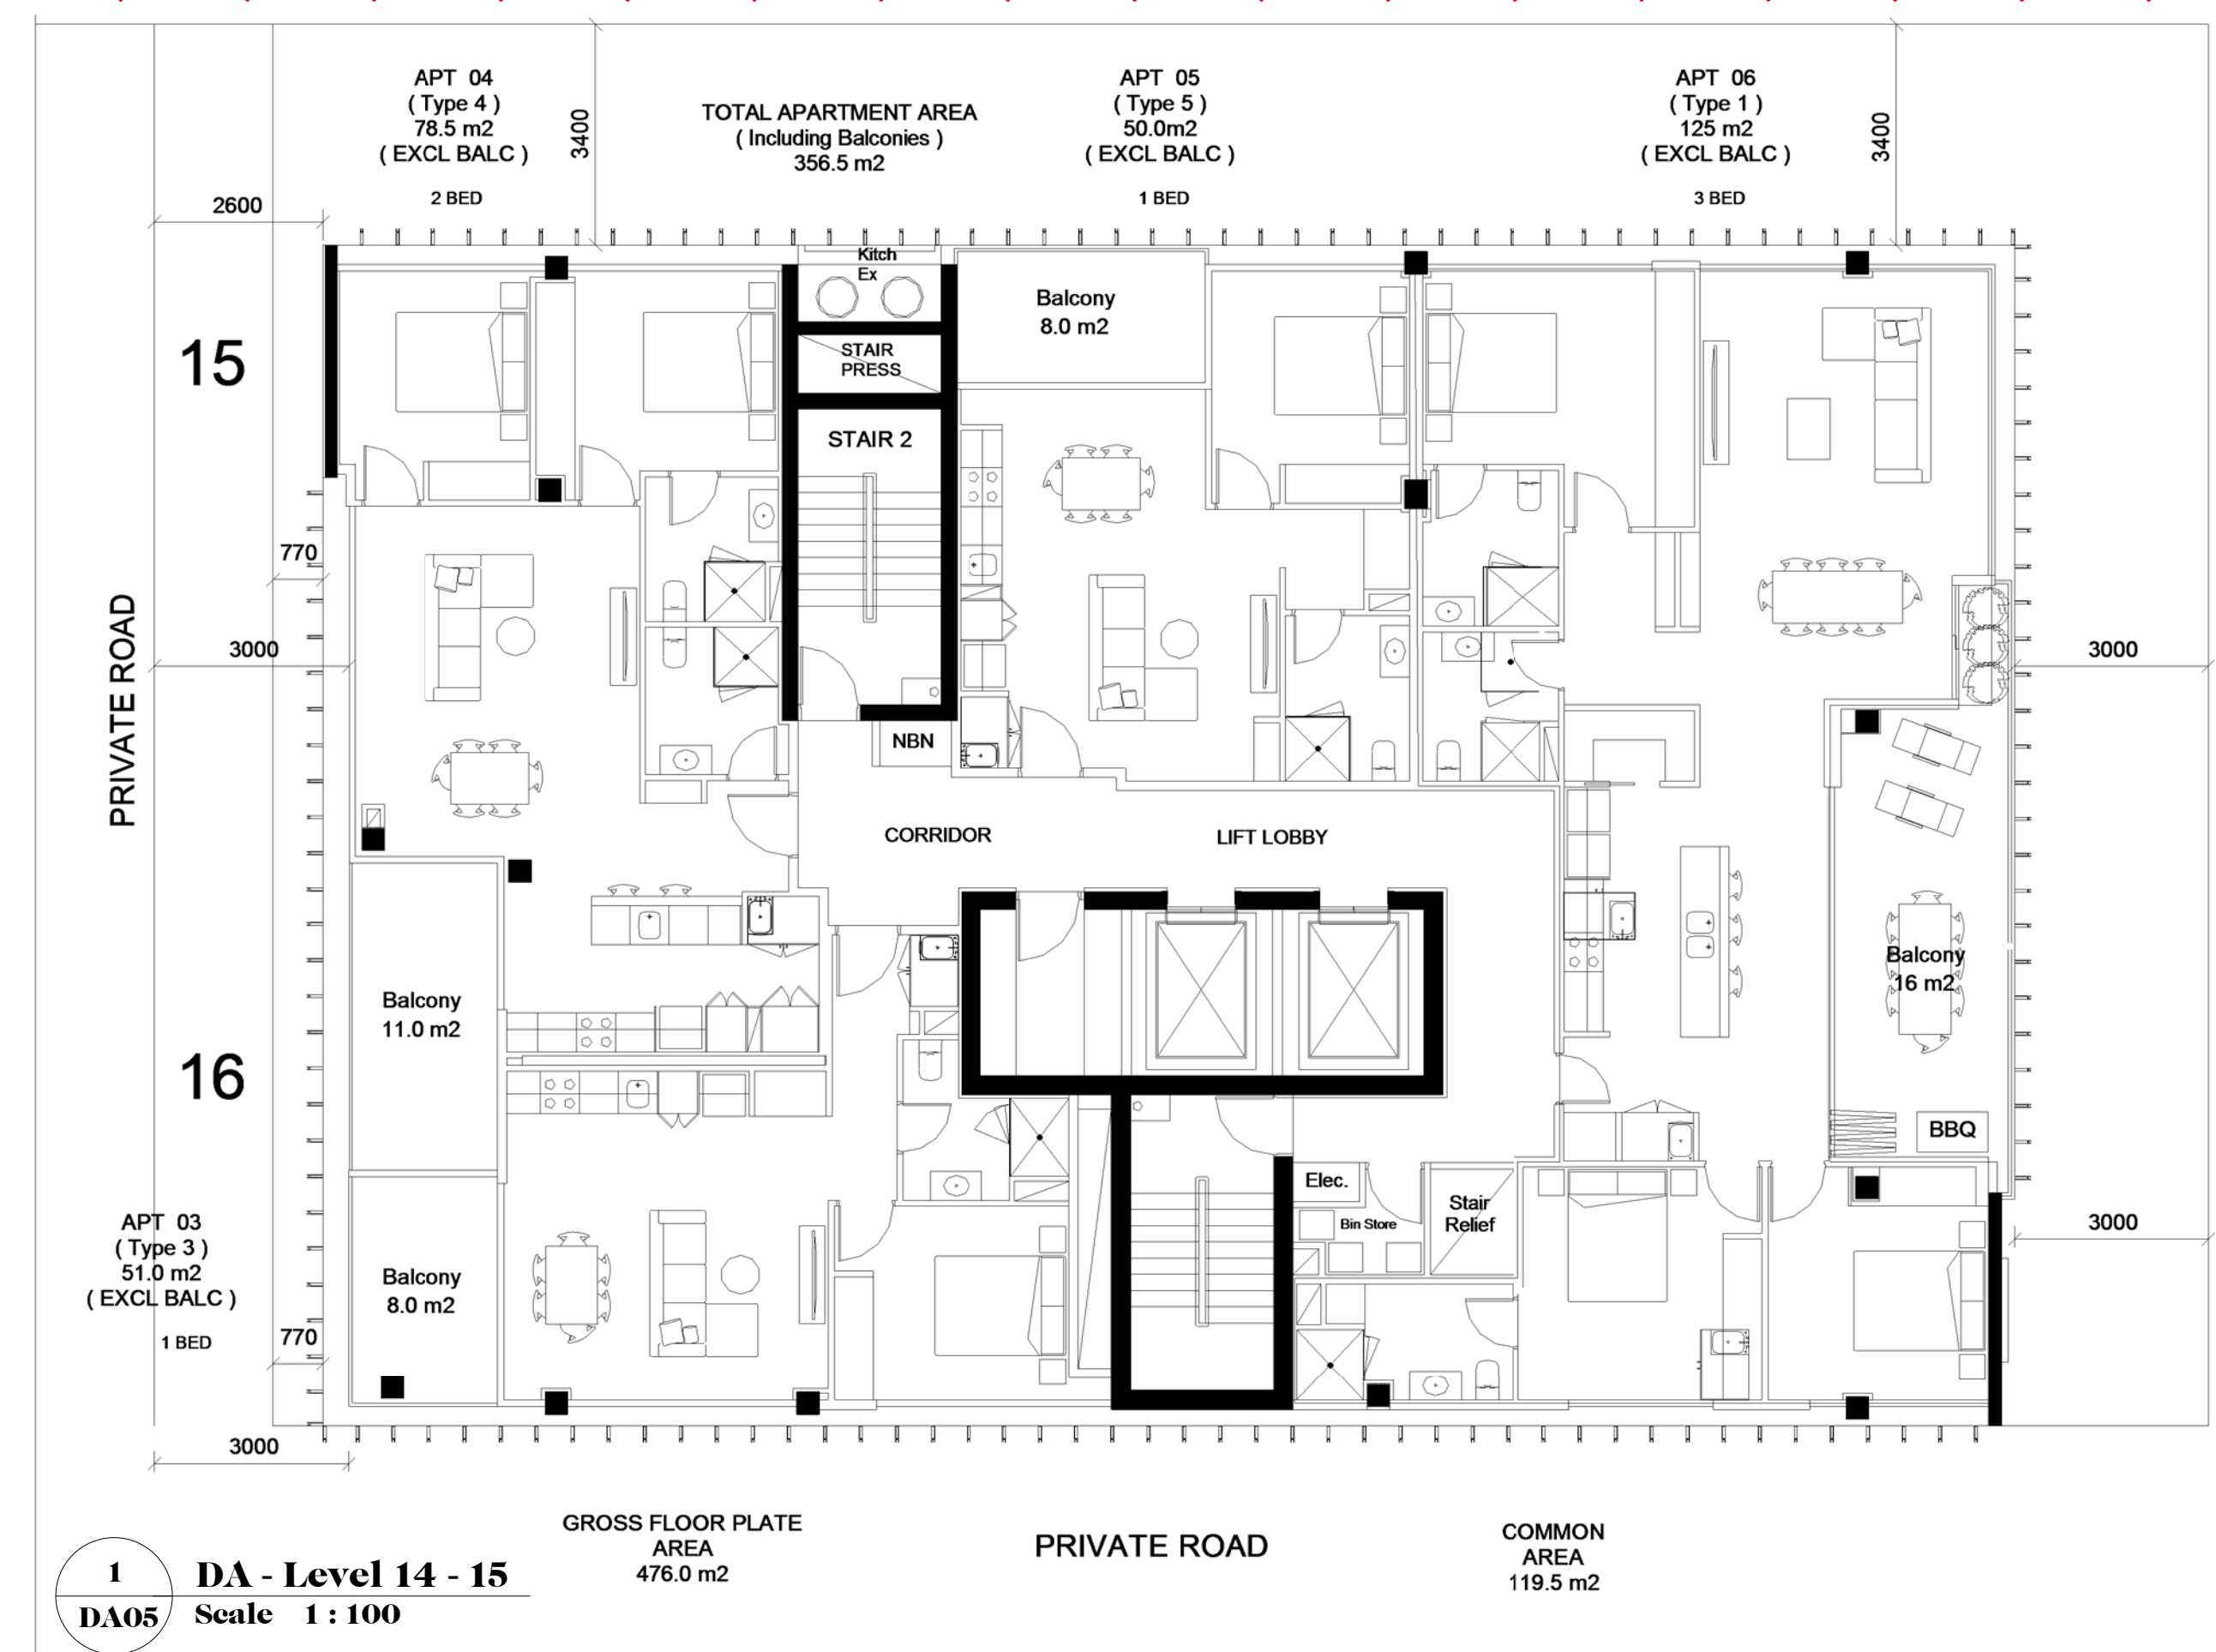 APT 04
( Type 4 )
78.5 m2
( EXCL BALC )
2 BED
3400
TOTAL APARTMENT AREA
( Including Balconies )
356.5 m2
APT 05
( Type 5 )
50.0m2
( EXCL BALC )
1 BED
APT 06
( Type 1 )
125 m2
( EXCL BALC )
3 BED
3400
2600
Kitch
Ex
Balcony
8.0 m2
15
STAIR
PRESS
STAIR 2
770
PRIVATE ROAD
3000
3000
NBN
CORRIDOR
LIFT LOBBY
Balcony
16 m2
Balcony
11.0 m2
16
BBQ
Elec.
Bin Store
Stair
Relief
APT 03
( Type 3 )
51.0 m2
( EXCL BALC )
1 BED
Balcony
8.0 m2
3000
770
3000
GROSS FLOOR PLATE
AREA
476.0 m2
PRIVATE ROAD
COMMON
AREA
119.5 m2
1
DA05
DA - Level 14 - 15
Scale 1 : 100